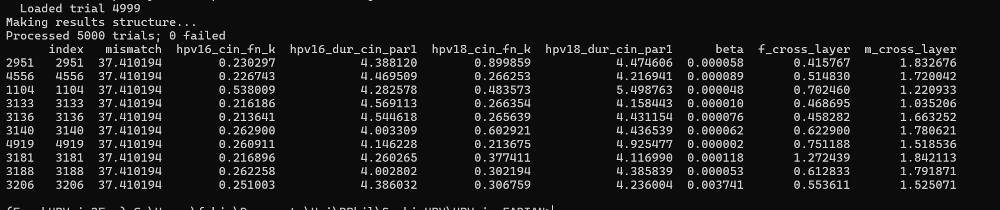 Loaded trial 4999
Making results structure...
Processed 5000 trials; 0 failed
index mismatch hpv16_cin_fn_k hpv16_dur_cin_par1 hpv18_cin_fn_k hpv18_dur_cin_par1 beta f_cross_layer m_cross_layer
2951 2951 37.410194 0.230297 4.388120 0.899859 4.474606 0.000058 0.415767 1.832676
4556 4556 37.410194 0.226743 4.469509 0.266253 4.216941 0.000089 0.514830 1.720042
1104 1104 37.410194 0.538009 4.282578 0.483573 5.498763 0.000048 0.702460 1.220933
3133 3133 37.410194 0.216186 4.569113 0.266354 4.158443 0.000010 0.468695 1.035206
3136 3136 37.410194 0.213641 4.544618 0.265639 4.431154 0.000076 0.458282 1.663252
3140 3140 37.410194 0.262900 4.003309 0.602921 4.436539 0.000062 0.622900 1.780621
4919 4919 37.410194 0.260911 4.146228 0.213675 4.925477 0.000002 0.751188 1.518536
3181 3181 37.410194 0.216896 4.260265 0.377411 4.116990 0.000118 1.272439 1.842113
3188 3188 37.410194 0.262258 4.002802 0.302194 4.385839 0.000053 0.612833 1.791871
3206 3206 37.410194 0.251003 4.386032 0.306759 4.236004 0.003741 0.553611 1.525071